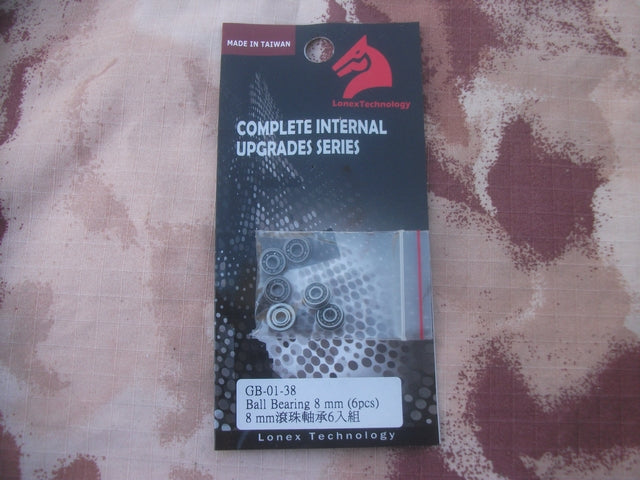 MADE IN TAIWAN
LonexTechnology
COMPLETE INTERNAL
UPGRADES SERIES
GB-01-38
Ball Bearing 8 mm (6pcs)
8 mm滾珠軸承6入組
Lonex Technology